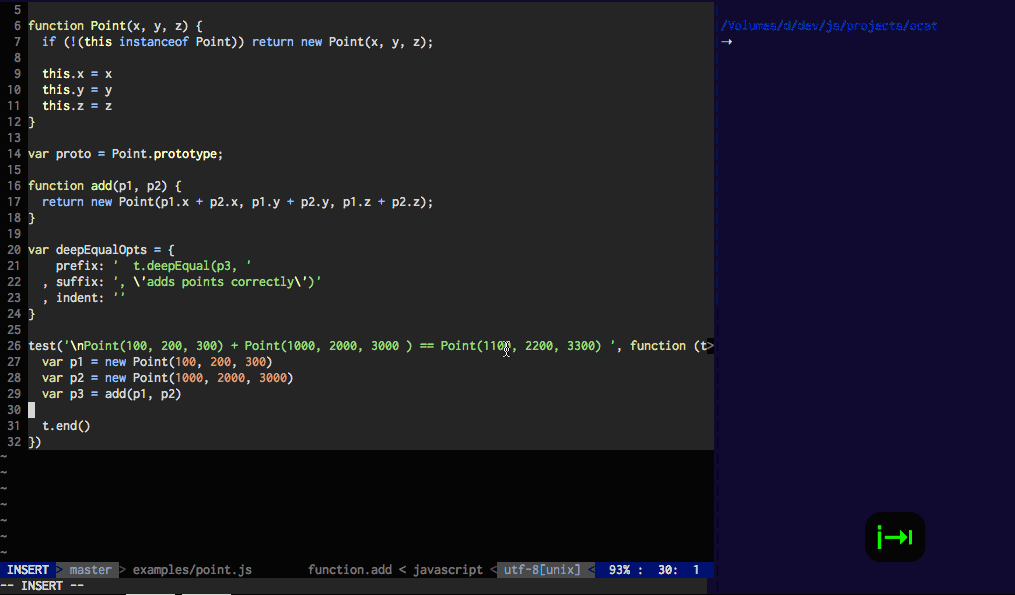 5
6 function Point(x, y, z) {
7   if (!(this instanceof Point)) return new Point(x, y, z);
8
9   this.x = x
10   this.y = y
11   this.z = z
12 }
13
14 var proto = Point.prototype;
15
16 function add(p1, p2) {
17   return new Point(p1.x + p2.x, p1.y + p2.y, p1.z + p2.z);
18 }
19
20 var deepEqualOpts = {
21     prefix: '  t.deepEqual(p3, '
22   , suffix: ', \'adds points correctly\')'
23   , indent: ''
24 }
25
26 test('\nPoint(100, 200, 300) + Point(1000, 2000, 3000 ) == Point(1100, 2200, 3300) ', function (t>
27   var p1 = new Point(100, 200, 300)
28   var p2 = new Point(1000, 2000, 3000)
29   var p3 = add(p1, p2)
30
31   t.end()
32 })
~
~
~
~
~
~
~
INSERT > master > examples/point.js function.add < javascript < utf-8[unix] < 93% : 30: 1
-- INSERT --
/Volumes/d/dev/js/projects/ocat
→
i⇥